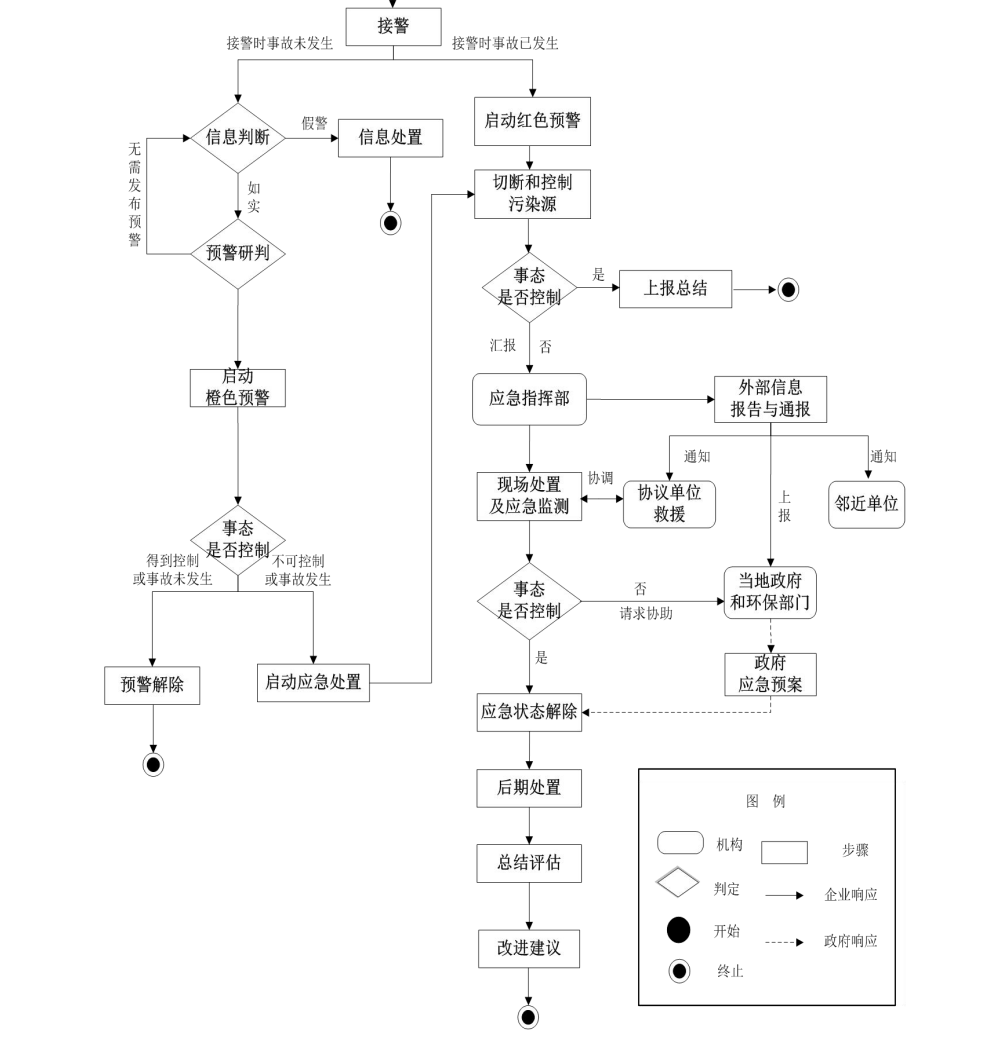 接警
接警时事故未发生
接警时事故已发生
启动红色预警
信息判断
假警
信息处置
无需发布预警
如实
切断和控制
污染源
预警研判
事态
是否控制
是
上报总结
汇报
否
启动
橙色预警
应急指挥部
外部信息
报告与通报
通知
通知
现场处置
及应急监测
协调
协议单位
救援
上报
邻近单位
事态
是否控制
得到控制
或事故未发生
不可控制
或事故发生
事态
是否控制
否
请求协助
当地政府
和环保部门
是
政府
应急预案
预警解除
启动应急处置
应急状态解除
后期处置
总结评估
改进建议
图 例
机构
步骤
判定
企业响应
开始
政府响应
终止